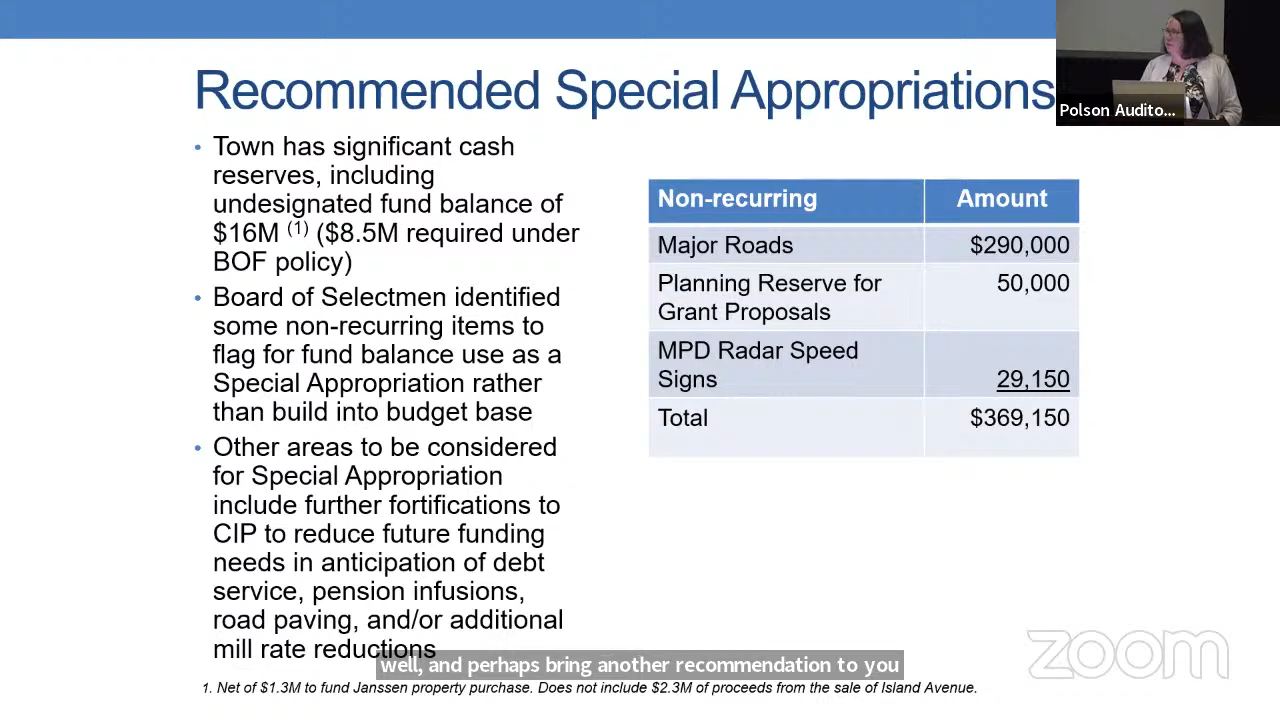 Recommended Special Appropriations
Polson Audito...
• Town has significant cash
reserves, including
undesignated fund balance of
$16M (1) ($8.5M required under
BOF policy)
• Board of Selectmen identified
some non-recurring items to
flag for fund balance use as a
Special Appropriation rather
than build into budget base
• Other areas to be considered
for Special Appropriation
include further fortifications to
CIP to reduce future funding
needs in anticipation of debt
service, pension infusions,
road paving, and/or additional
mill rate reductions
Non-recurring Amount
Major Roads $290,000
Planning Reserve for 50,000
Grant Proposals
MPD Radar Speed
Signs 29,150
Total $369,150
well, and perhaps bring another recommendation to you
zoom
1. Net of $1.3M to fund Janssen property purchase. Does not include $2.3M of proceeds from the sale of Island Avenue.